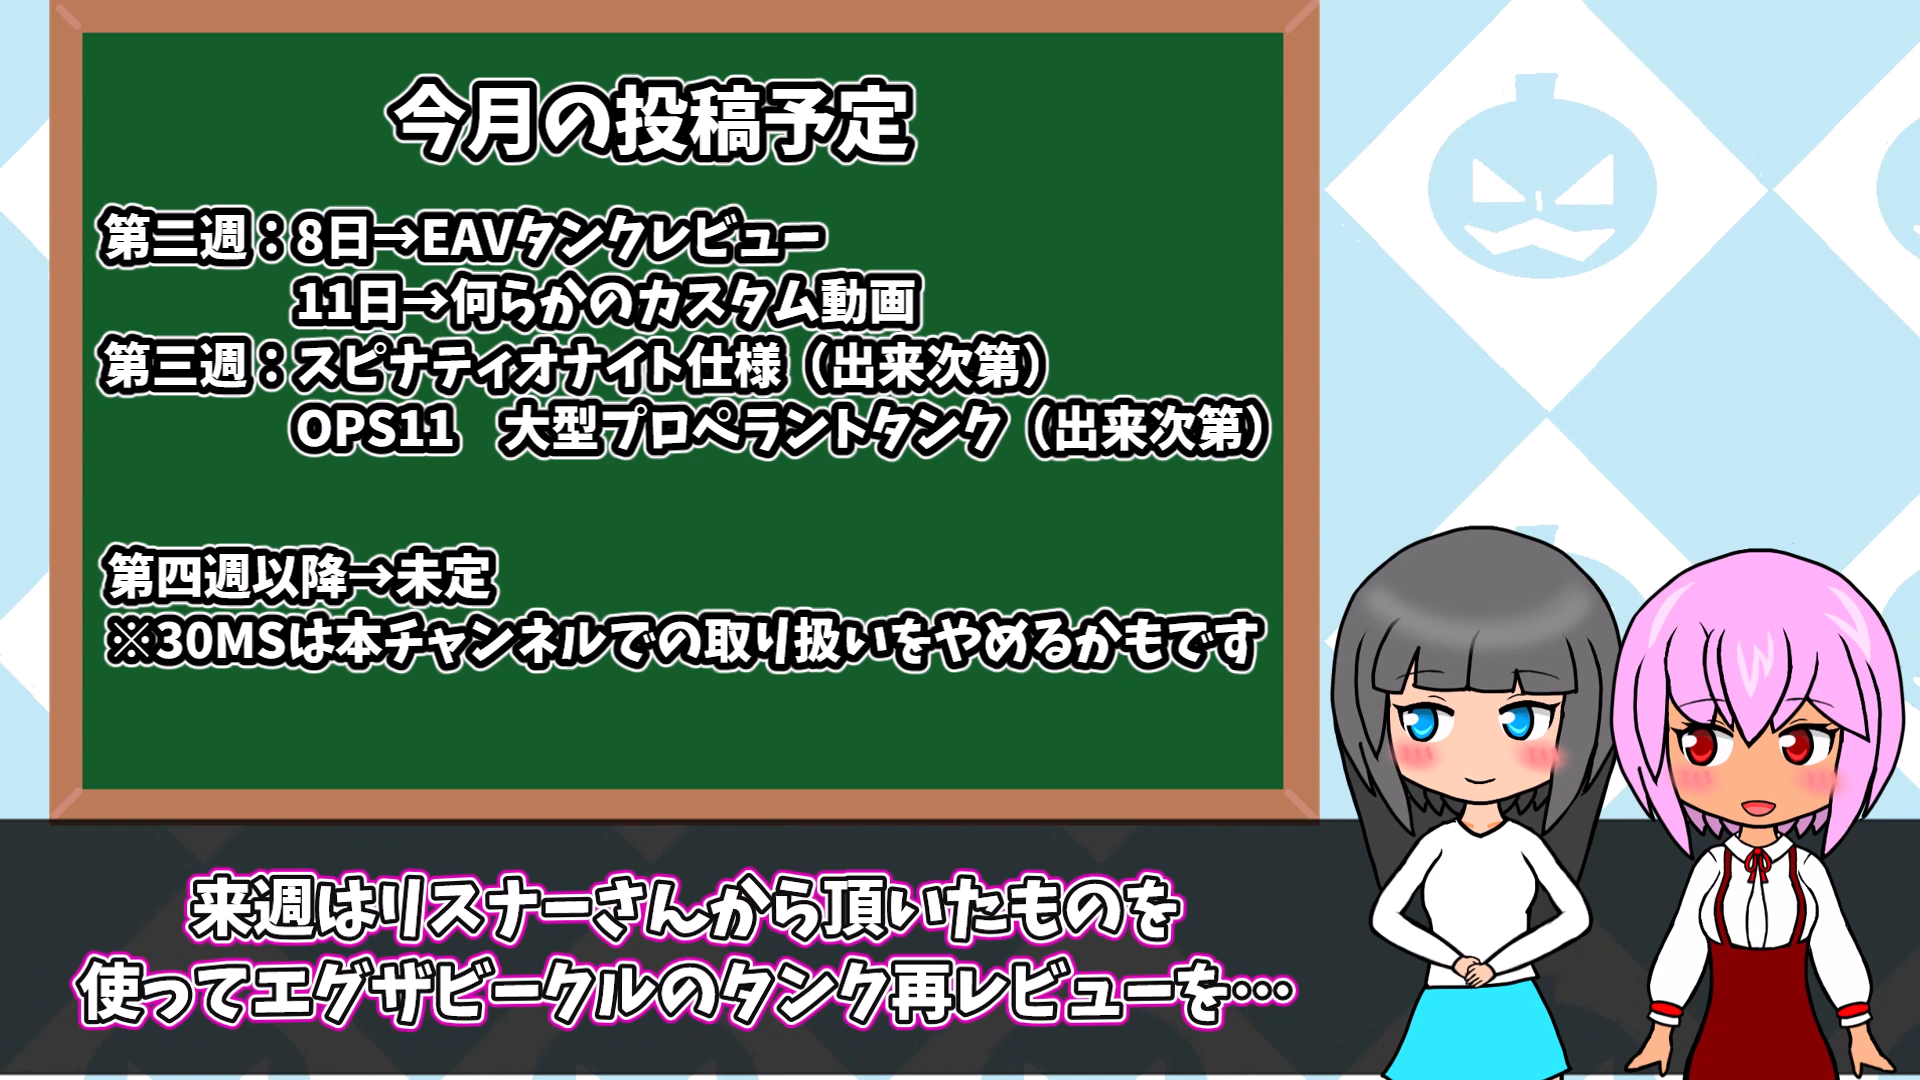 今月の投稿予定
第二週：8日→EAVタンクレビュー
11日→何らかのカスタム動画
第三週：スピナティオナイト仕様（出来次第）
OPS11　大型プロペラントタンク（出来次第）
第四週以降→未定
※30MSは本チャンネルでの取り扱いをやめるかもです
来週はリスナーさんから頂いたものを
使ってエグザビークルのタンク再レビューを…